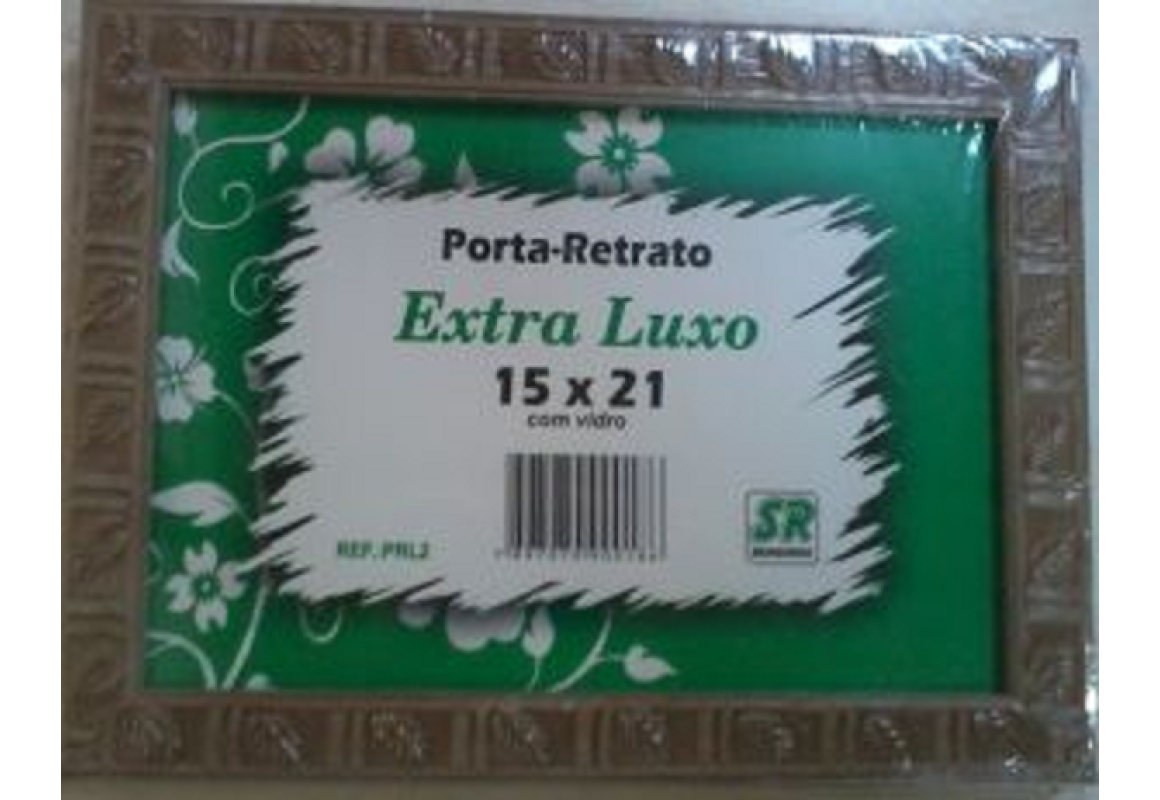 Porta-Retrato
Extra Luxo
15 x 21
com vidro
REF. PRL2
SR